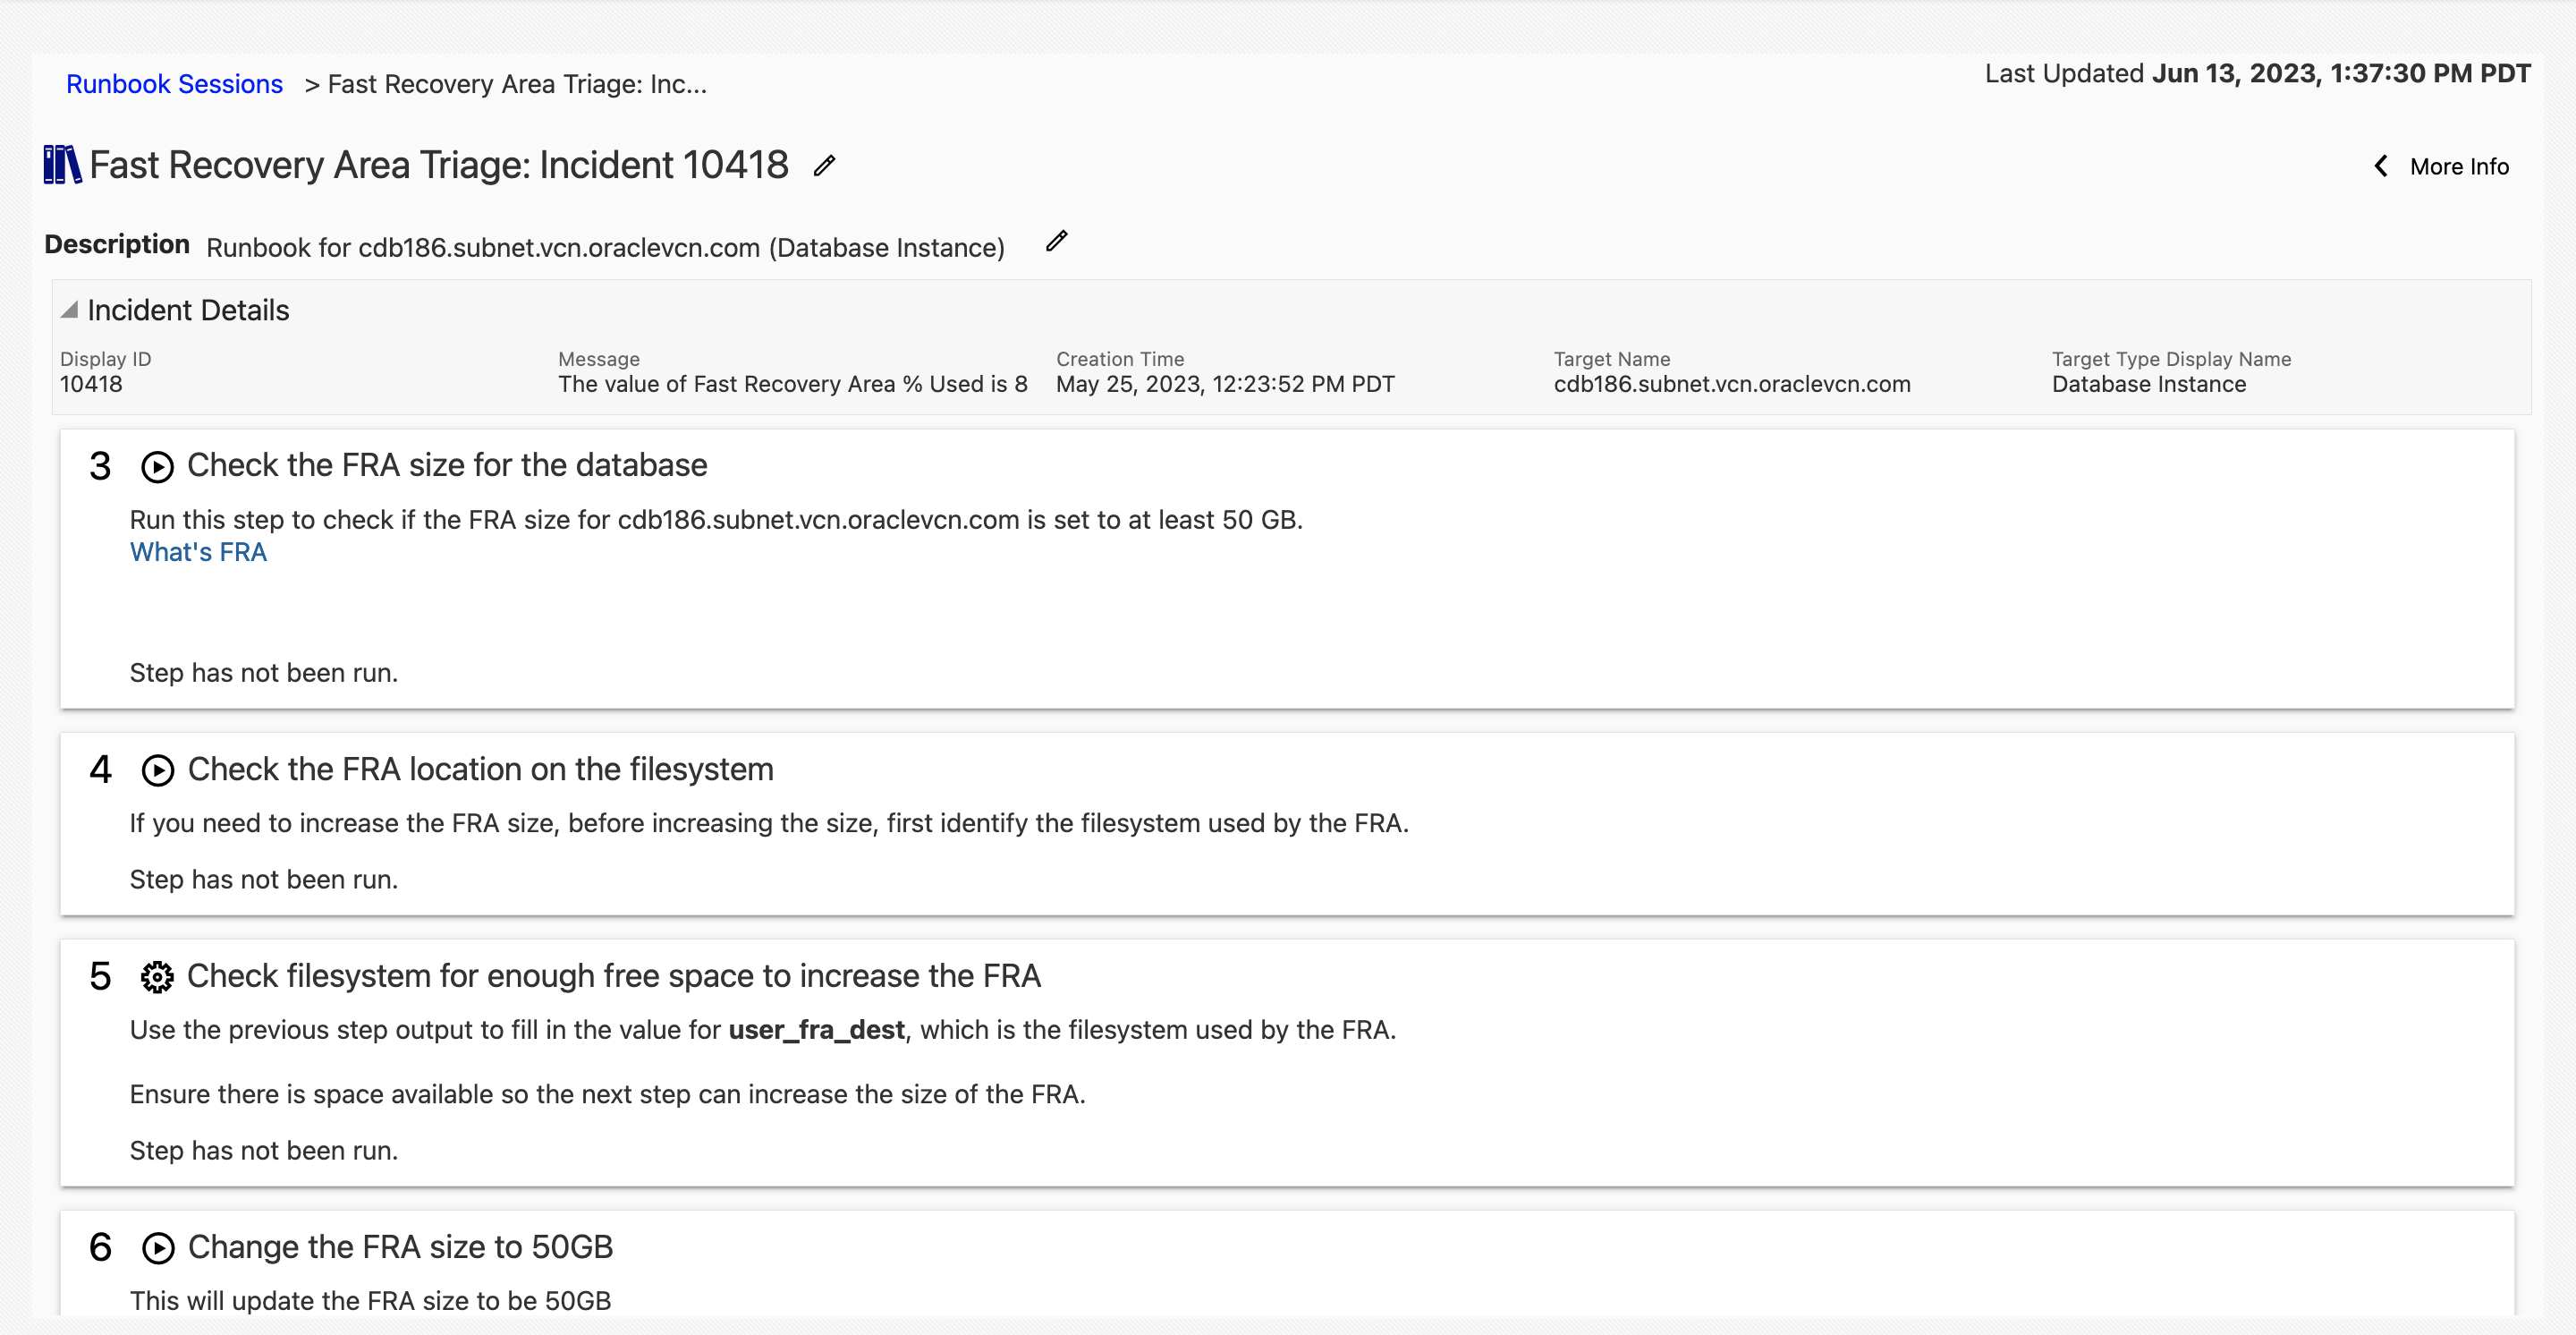 Runbook Sessions > Fast Recovery Area Triage: Inc...
Last Updated Jun 13, 2023, 1:37:30 PM PDT
Fast Recovery Area Triage: Incident 10418
More Info
Description Runbook for cdb186.subnet.vcn.oraclevcn.com (Database Instance)
Incident Details
Display ID
10418
Message
The value of Fast Recovery Area % Used is 8
Creation Time
May 25, 2023, 12:23:52 PM PDT
Target Name
cdb186.subnet.vcn.oraclevcn.com
Target Type Display Name
Database Instance
3 Check the FRA size for the database
Run this step to check if the FRA size for cdb186.subnet.vcn.oraclevcn.com is set to at least 50 GB.
What's FRA
Step has not been run.
4 Check the FRA location on the filesystem
If you need to increase the FRA size, before increasing the size, first identify the filesystem used by the FRA.
Step has not been run.
5 Check filesystem for enough free space to increase the FRA
Use the previous step output to fill in the value for user_fra_dest, which is the filesystem used by the FRA.
Ensure there is space available so the next step can increase the size of the FRA.
Step has not been run.
6 Change the FRA size to 50GB
This will update the FRA size to be 50GB